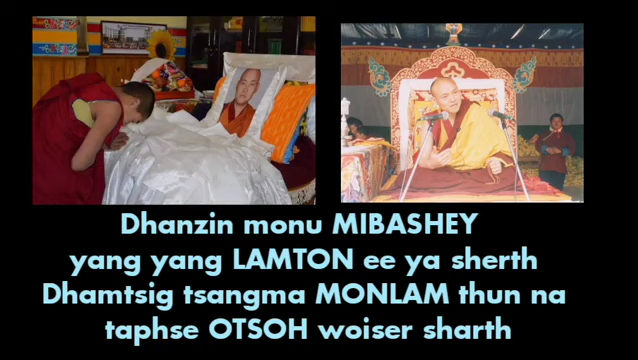 Dhanzin monu MIBASHEY
yang yang LAMTON ee ya sherth
Dhamtsig tsangma MONLAM thun na
taphse OTSOH woiser sharth